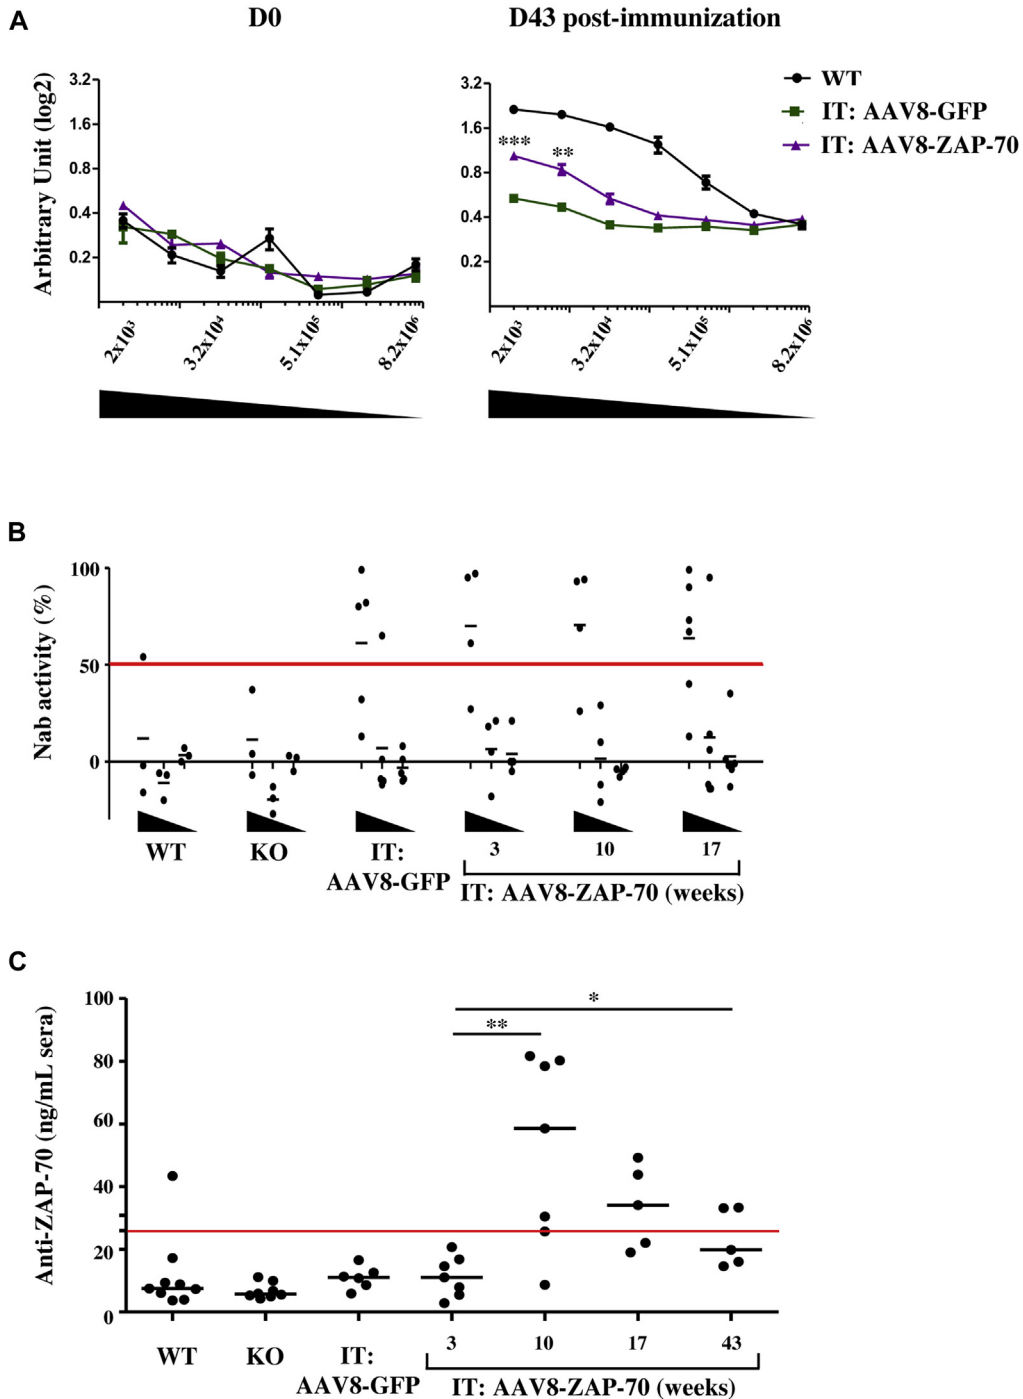 A
D0
D43 post-immunization
Arbitrary Unit (log2)
3.2
1.6
0.8
0.4
0.2
2x10³
3.2x10⁴
5.1x10⁵
8.2x10⁶
3.2
1.6
0.8
0.4
0.2
***
**
2x10³
3.2x10⁴
5.1x10⁵
8.2x10⁶
WT
IT: AAV8-GFP
IT: AAV8-ZAP-70
B
Nab activity (%)
100
50
0
WT
KO
IT:
AAV8-GFP
3
10
17
IT: AAV8-ZAP-70 (weeks)
C
Anti-ZAP-70 (ng/mL sera)
100
80
60
40
20
0
*
**
WT
KO
IT:
AAV8-GFP
3
10
17
43
IT: AAV8-ZAP-70 (weeks)